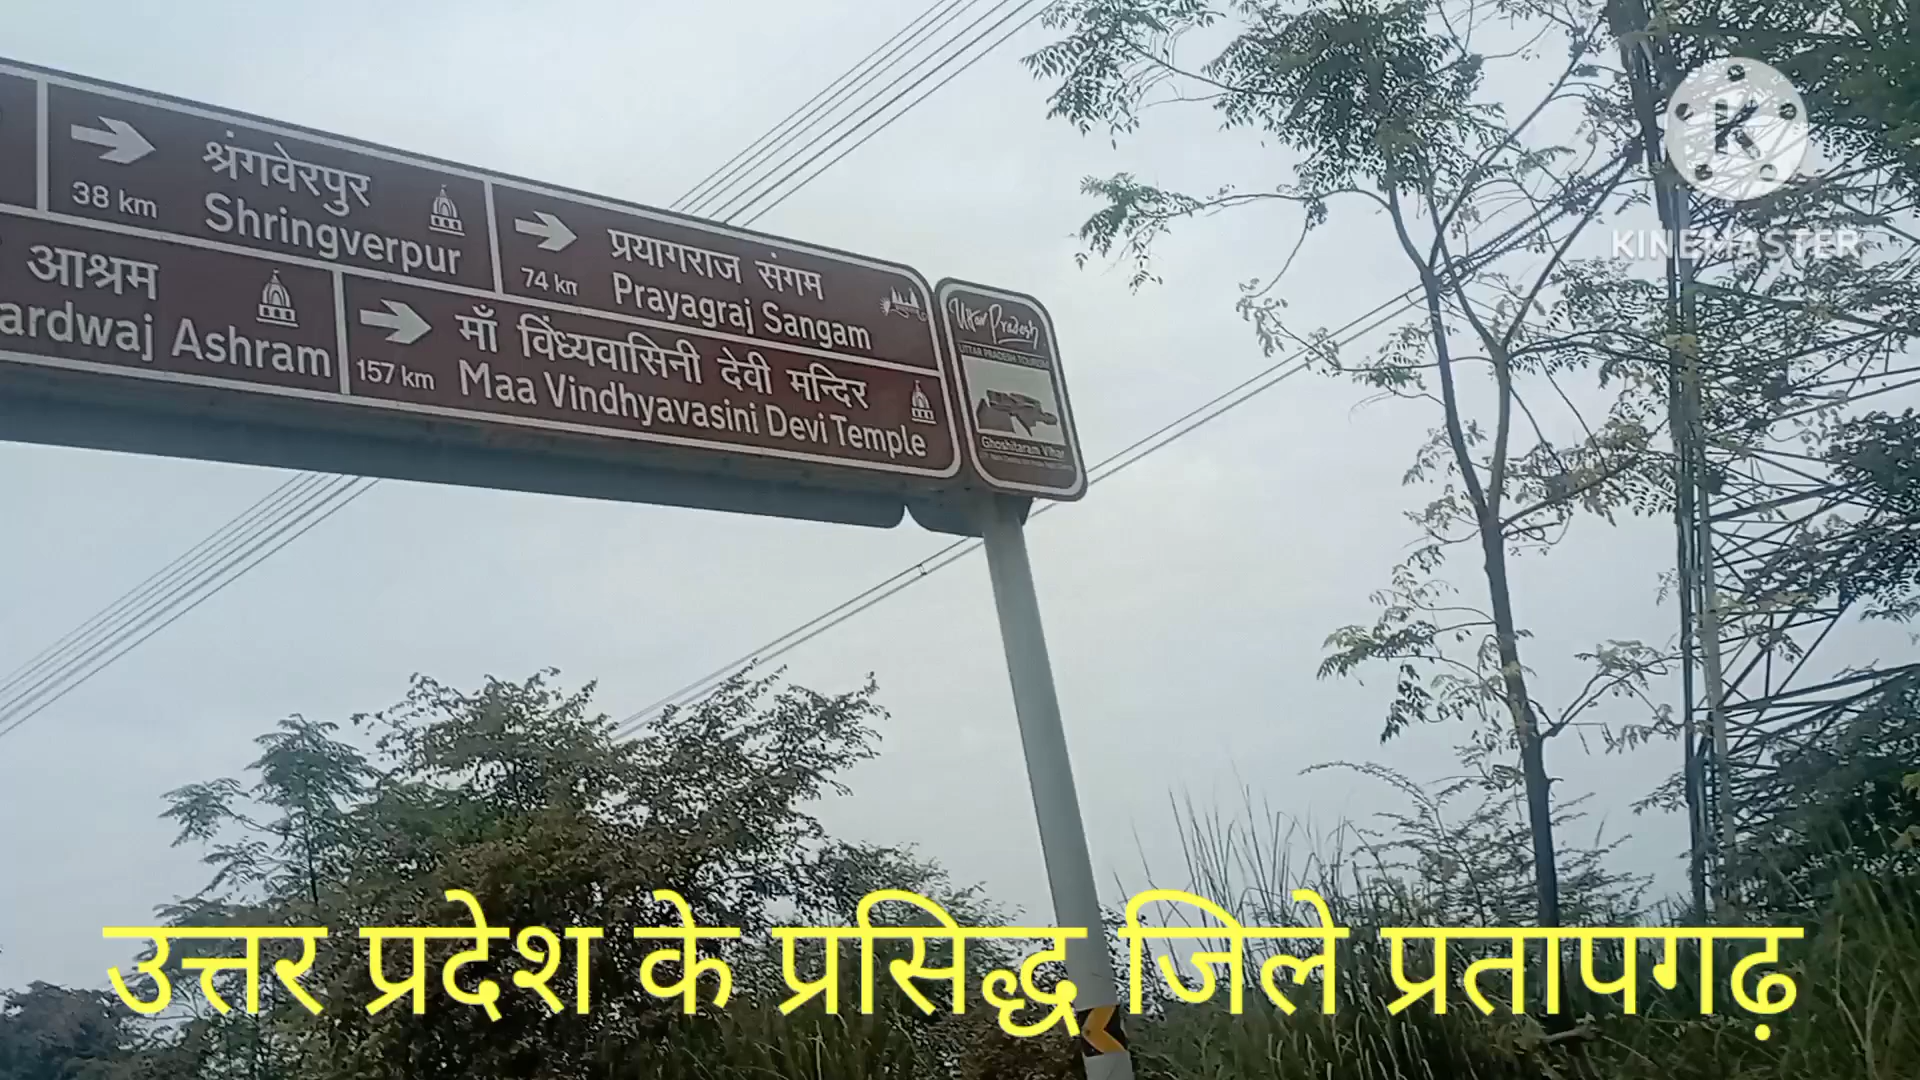 श्रंगवेरपुर
38 km
Shringverpur
प्रयागराज संगम
74 km
Prayagraj Sangam
आश्रम
ardwaj Ashram
माँ विंध्यवासिनी देवी मन्दिर
157 km
Maa Vindhyavasini Devi Temple
Uttar Pradesh
UTTAR PRADESH TOURISM
Ghoshitaram Vihar
K
KINEMASTER
उत्तर प्रदेश के प्रसिद्ध जिले प्रतापगढ़